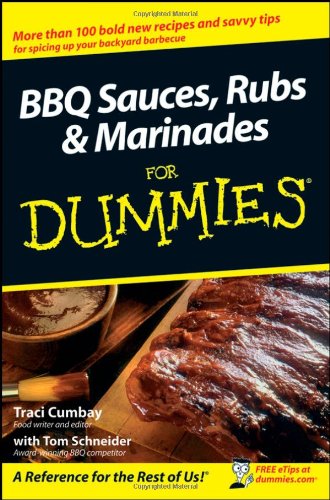 More than 100 bold new recipes and savvy tips
for spicing up your backyard barbecue
BBQ Sauces, Rubs
& Marinades
FOR
DUMMIES®
Traci Cumbay
Food writer and editor
with Tom Schneider
Award-winning BBQ competitor
A Reference for the Rest of Us!®
FREE eTips at
dummies.com®